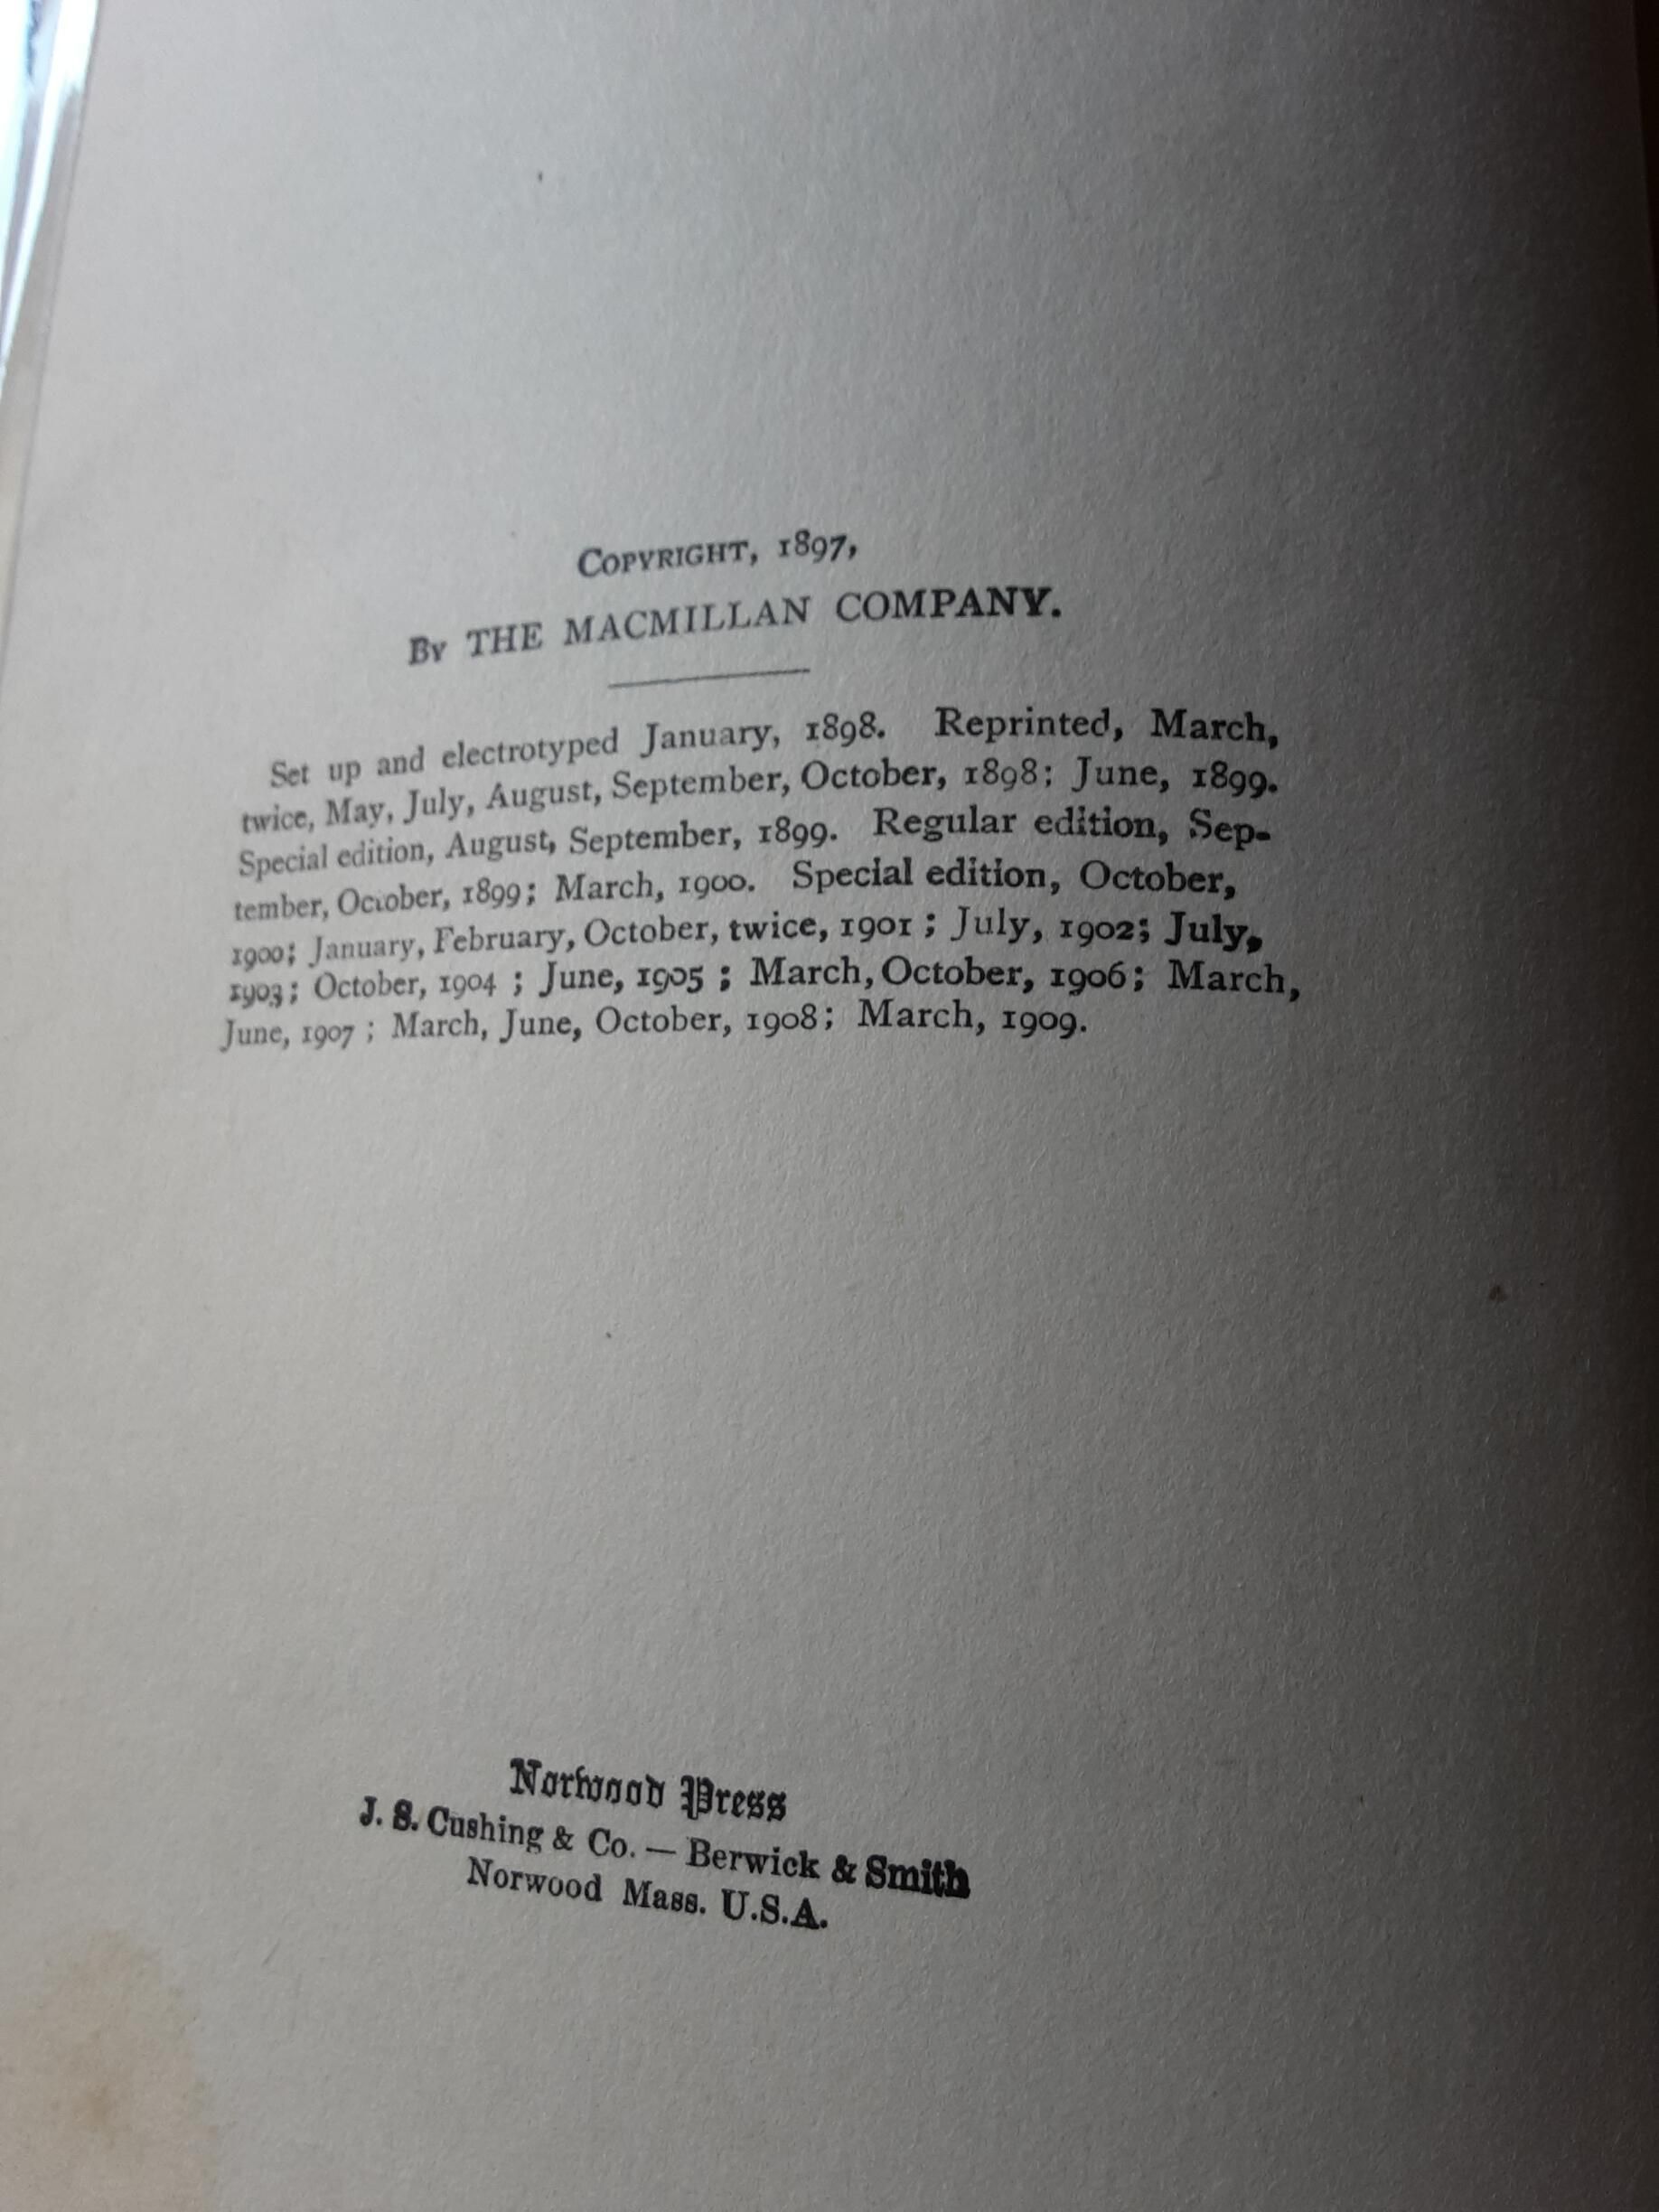 COPYRIGHT, 1897,
BY THE MACMILLAN COMPANY.
Set up and electrotyped January, 1898. Reprinted, March,
twice, May, July, August, September, October, 1898; June, 1899.
Special edition, August, September, 1899. Regular edition, Sep-
tember, October, 1899; March, 1900. Special edition, October,
1900; January, February, October, twice, 1901; July, 1902; July,
1903; October, 1904; June, 1905; March, October, 1906; March,
June, 1907; March, June, October, 1908; March, 1909.
Norwood Press
J. S. Cushing & Co. — Berwick & Smith
Norwood Mass. U.S.A.